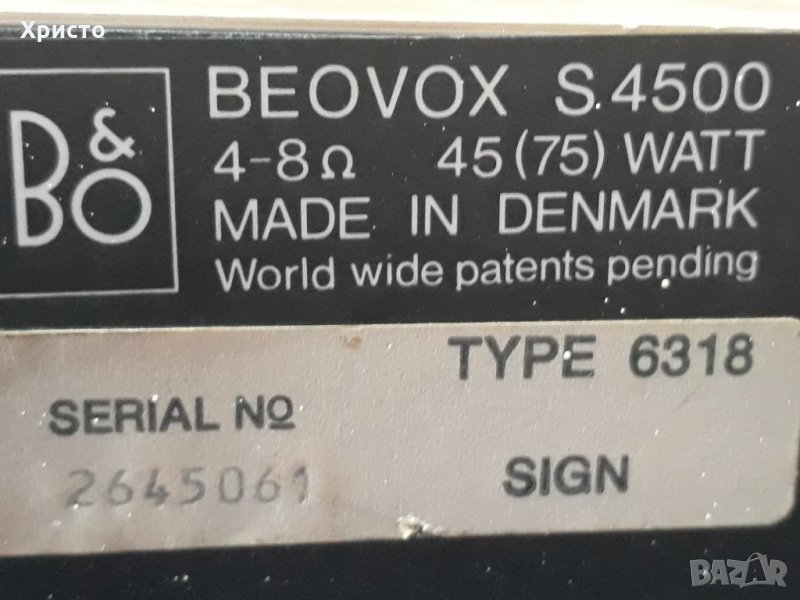 Христо
B&O
BEOVOX S.4500
4-8Ω 45(75) WATT
MADE IN DENMARK
World wide patents pending
TYPE 6318
SERIAL Nº
2645061
SIGN
BAZAR